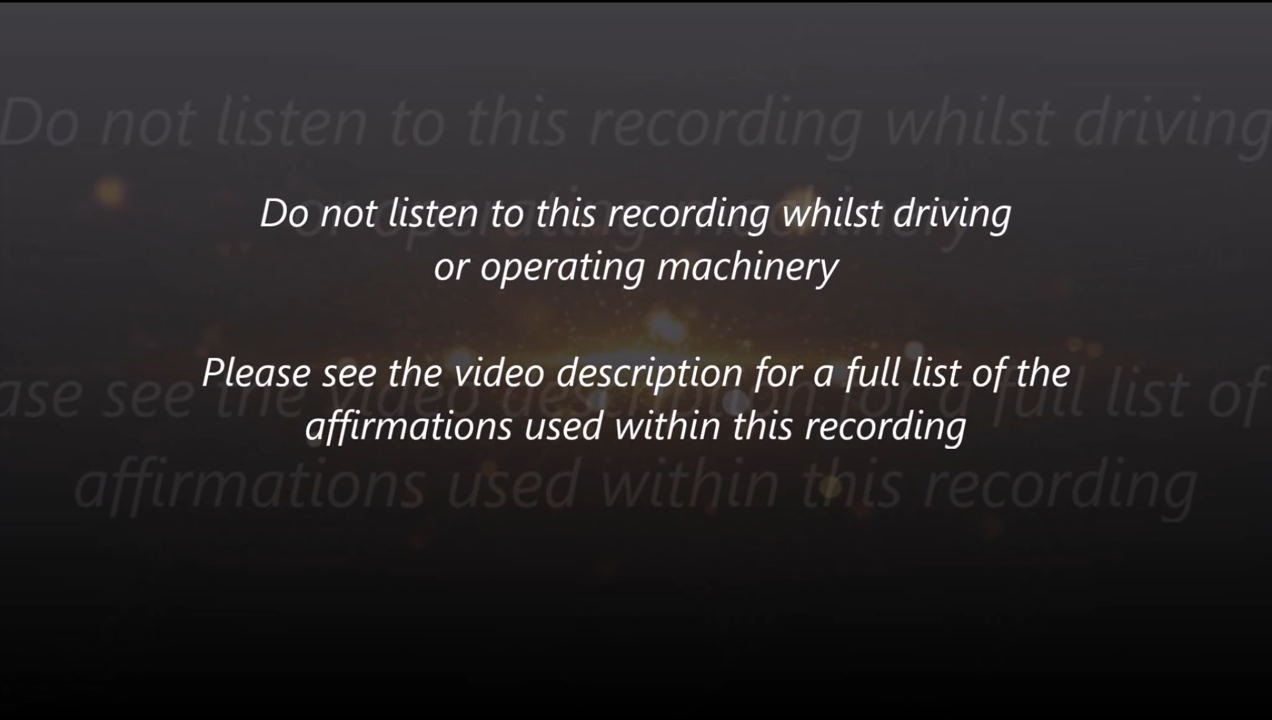 Do not listen to this recording whilst driving
or operating machinery
Please see the video description for a full list of the
affirmations used within this recording